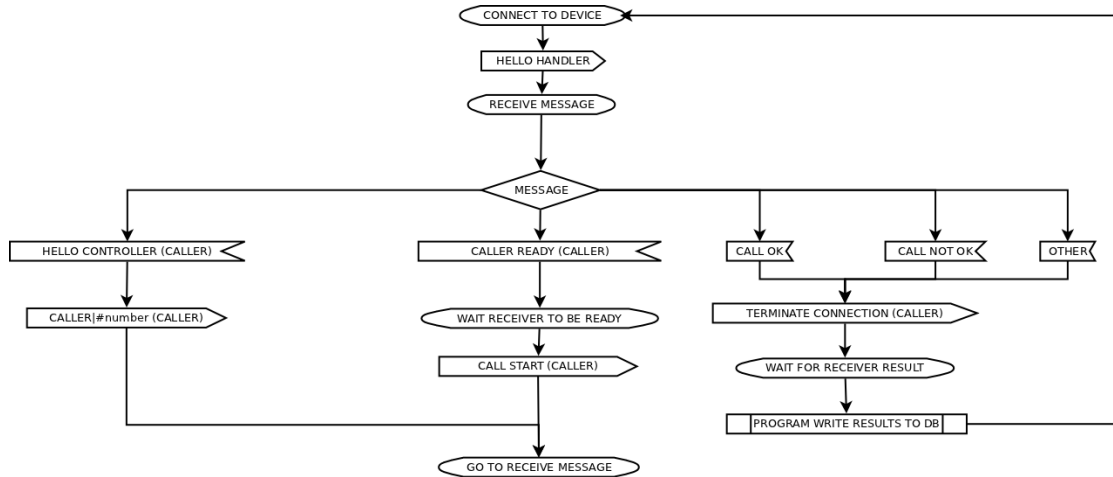 CONNECT TO DEVICE
HELLO HANDLER
RECEIVE MESSAGE
MESSAGE
HELLO CONTROLLER (CALLER)
CALLER READY (CALLER)
CALL OK
CALL NOT OK
OTHER
CALLER|#number (CALLER)
WAIT RECEIVER TO BE READY
TERMINATE CONNECTION (CALLER)
CALL START (CALLER)
WAIT FOR RECEIVER RESULT
PROGRAM WRITE RESULTS TO DB
GO TO RECEIVE MESSAGE